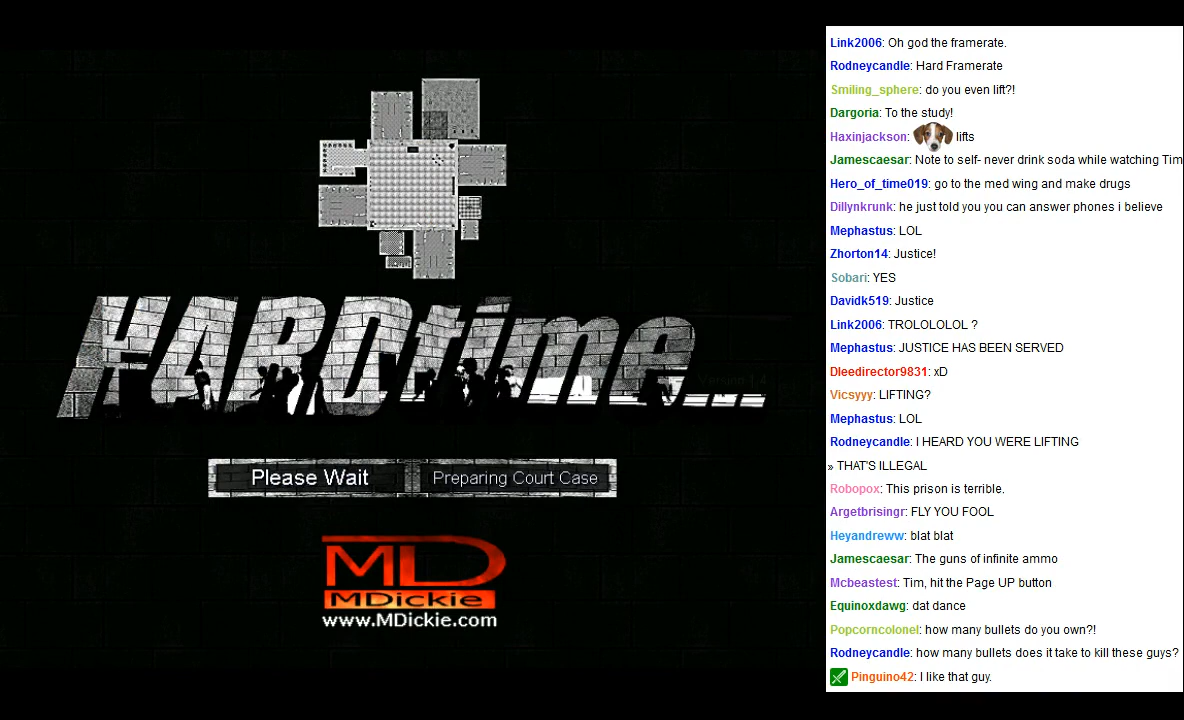 HARDtime...
Version 1.4
Please Wait
Preparing Court Case
MD
MDickie
www.MDickie.com
Link2006: Oh god the framerate.
Rodneycandle: Hard Framerate
Smiling_sphere: do you even lift?!
Dargoria: To the study!
Haxinjackson: lifts
Jamescaesar: Note to self- never drink soda while watching Tim
Hero_of_time019: go to the med wing and make drugs
Dillynkrunk: he just told you you can answer phones i believe
Mephastus: LOL
Zhorton14: Justice!
Sobari: YES
Davidk519: Justice
Link2006: TROLOLOLOL ?
Mephastus: JUSTICE HAS BEEN SERVED
Dleedirector9831: xD
Vicsyyy: LIFTING?
Mephastus: LOL
Rodneycandle: I HEARD YOU WERE LIFTING
» THAT'S ILLEGAL
Robopox: This prison is terrible.
Argetbrisingr: FLY YOU FOOL
Heyandreww: blat blat
Jamescaesar: The guns of infinite ammo
Mcbeastest: Tim, hit the Page UP button
Equinoxdawg: dat dance
Popcorncolonel: how many bullets do you own?!
Rodneycandle: how many bullets does it take to kill these guys?
Pinguino42: I like that guy.